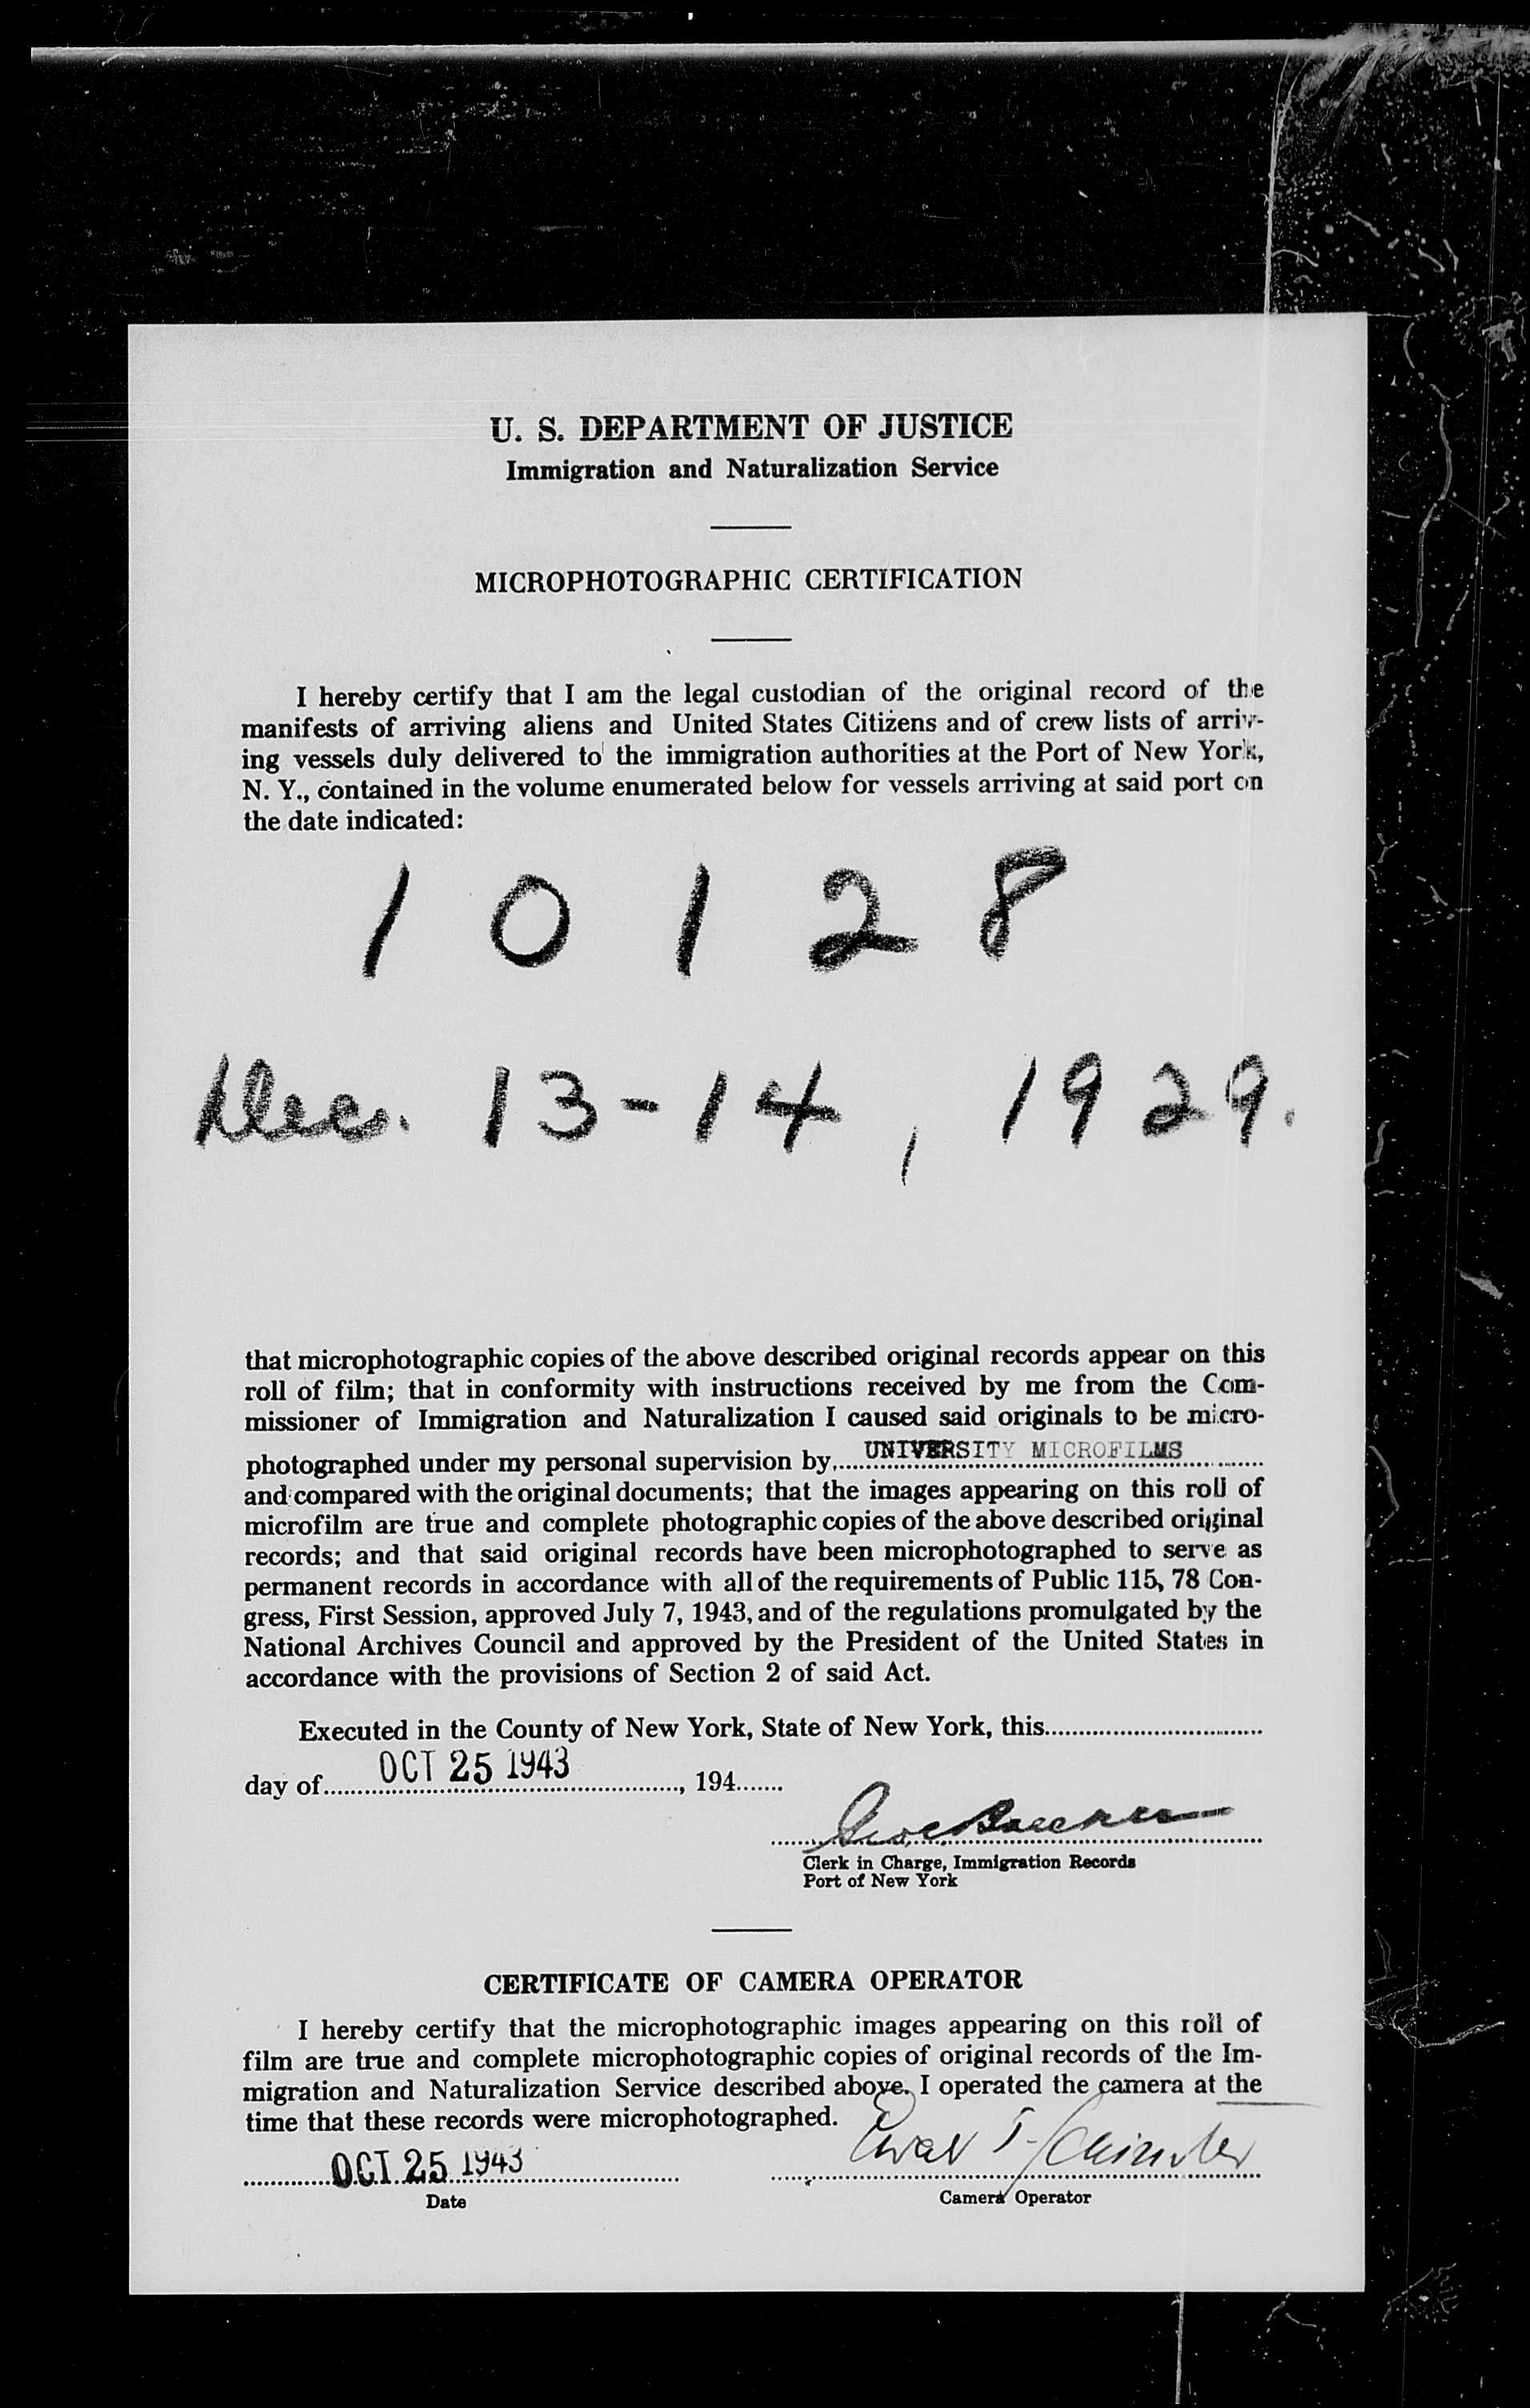 U. S. DEPARTMENT OF JUSTICE
Immigration and Naturalization Service
MICROPHOTOGRAPHIC CERTIFICATION
I hereby certify that I am the legal custodian of the original record of the
manifests of arriving aliens and United States Citizens and of crew lists of arriv-
ing vessels duly delivered to the immigration authorities at the Port of New York,
N. Y., contained in the volume enumerated below for vessels arriving at said port on
the date indicated:
10128
Dec. 13-14, 1929.
that microphotographic copies of the above described original records appear on this
roll of film; that in conformity with instructions received by me from the Com-
missioner of Immigration and Naturalization I caused said originals to be micro-
photographed under my personal supervision by, UNIVERSITY MICROFILMS
and compared with the original documents; that the images appearing on this roll of
microfilm are true and complete photographic copies of the above described original
records; and that said original records have been microphotographed to serve as
permanent records in accordance with all of the requirements of Public 115, 78 Con-
gress, First Session, approved July 7, 1943, and of the regulations promulgated by the
National Archives Council and approved by the President of the United States in
accordance with the provisions of Section 2 of said Act.
Executed in the County of New York, State of New York, this
day of OCT 25 1943, 194
Clerk in Charge, Immigration Records
Port of New York
CERTIFICATE OF CAMERA OPERATOR
I hereby certify that the microphotographic images appearing on this roll of
film are true and complete microphotographic copies of original records of the Im-
migration and Naturalization Service described above. I operated the camera at the
time that these records were microphotographed.
OCT 25 1943
Date
Camera Operator